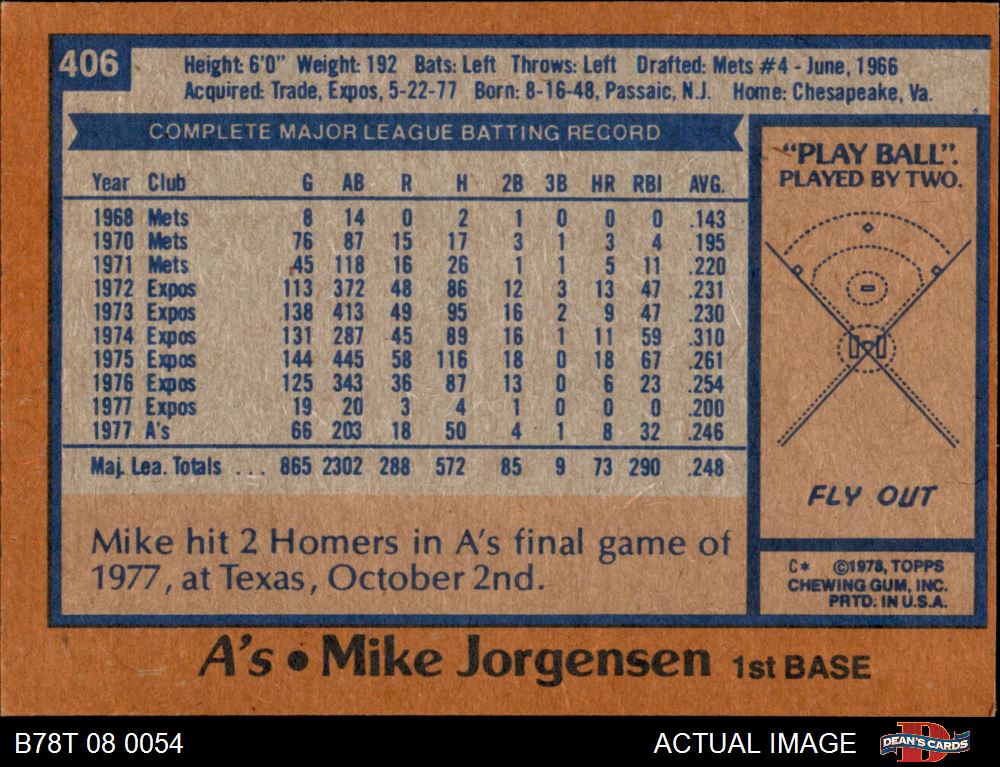 406
Height: 6'0" Weight: 192 Bats: Left Throws: Left Drafted: Mets #4 - June, 1966
Acquired: Trade, Expos, 5-22-77 Born: 8-16-48, Passaic, N.J. Home: Chesapeake, Va.
COMPLETE MAJOR LEAGUE BATTING RECORD
Year Club G AB R H 2B 3B HR RBI AVG.
1968 Mets 8 14 0 2 1 0 0 0 .143
1970 Mets 76 87 15 17 3 1 3 4 .195
1971 Mets 45 118 16 26 1 1 5 11 .220
1972 Expos 113 372 48 86 12 3 13 47 .231
1973 Expos 138 413 49 95 16 2 9 47 .230
1974 Expos 131 287 45 89 16 1 11 59 .310
1975 Expos 144 445 58 116 18 0 18 67 .261
1976 Expos 125 343 36 87 13 0 6 23 .254
1977 Expos 19 20 3 4 1 0 0 0 .200
1977 A's 66 203 18 50 4 1 8 32 .246
Maj. Lea. Totals ... 865 2302 288 572 85 9 73 290 .248
Mike hit 2 Homers in A's final game of
1977, at Texas, October 2nd.
"PLAY BALL".
PLAYED BY TWO.
FLY OUT
C* ©1978, TOPPS
CHEWING GUM, INC.
PRTD. IN U.S.A.
A's • Mike Jorgensen 1st BASE
B78T 08 0054
ACTUAL IMAGE
DEAN'S CARDS